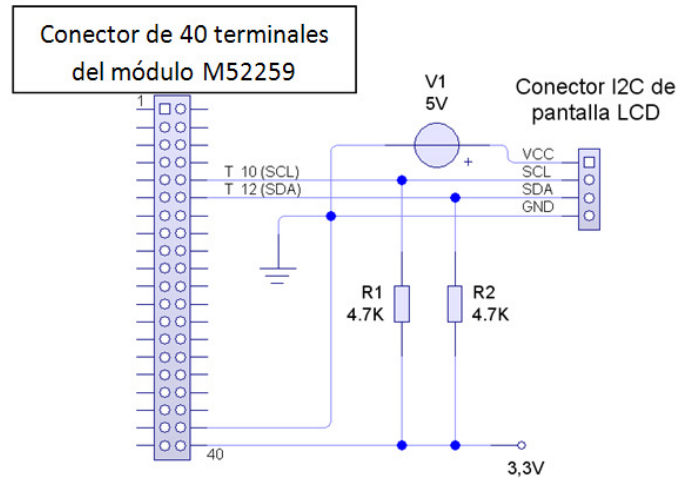 Conector de 40 terminales
del módulo M52259
1
V1
5V
Conector I2C de
pantalla LCD
T 10 (SCL)
T 12 (SDA)
VCC
SCL
SDA
GND
+
R1
4.7K
R2
4.7K
40
3,3V